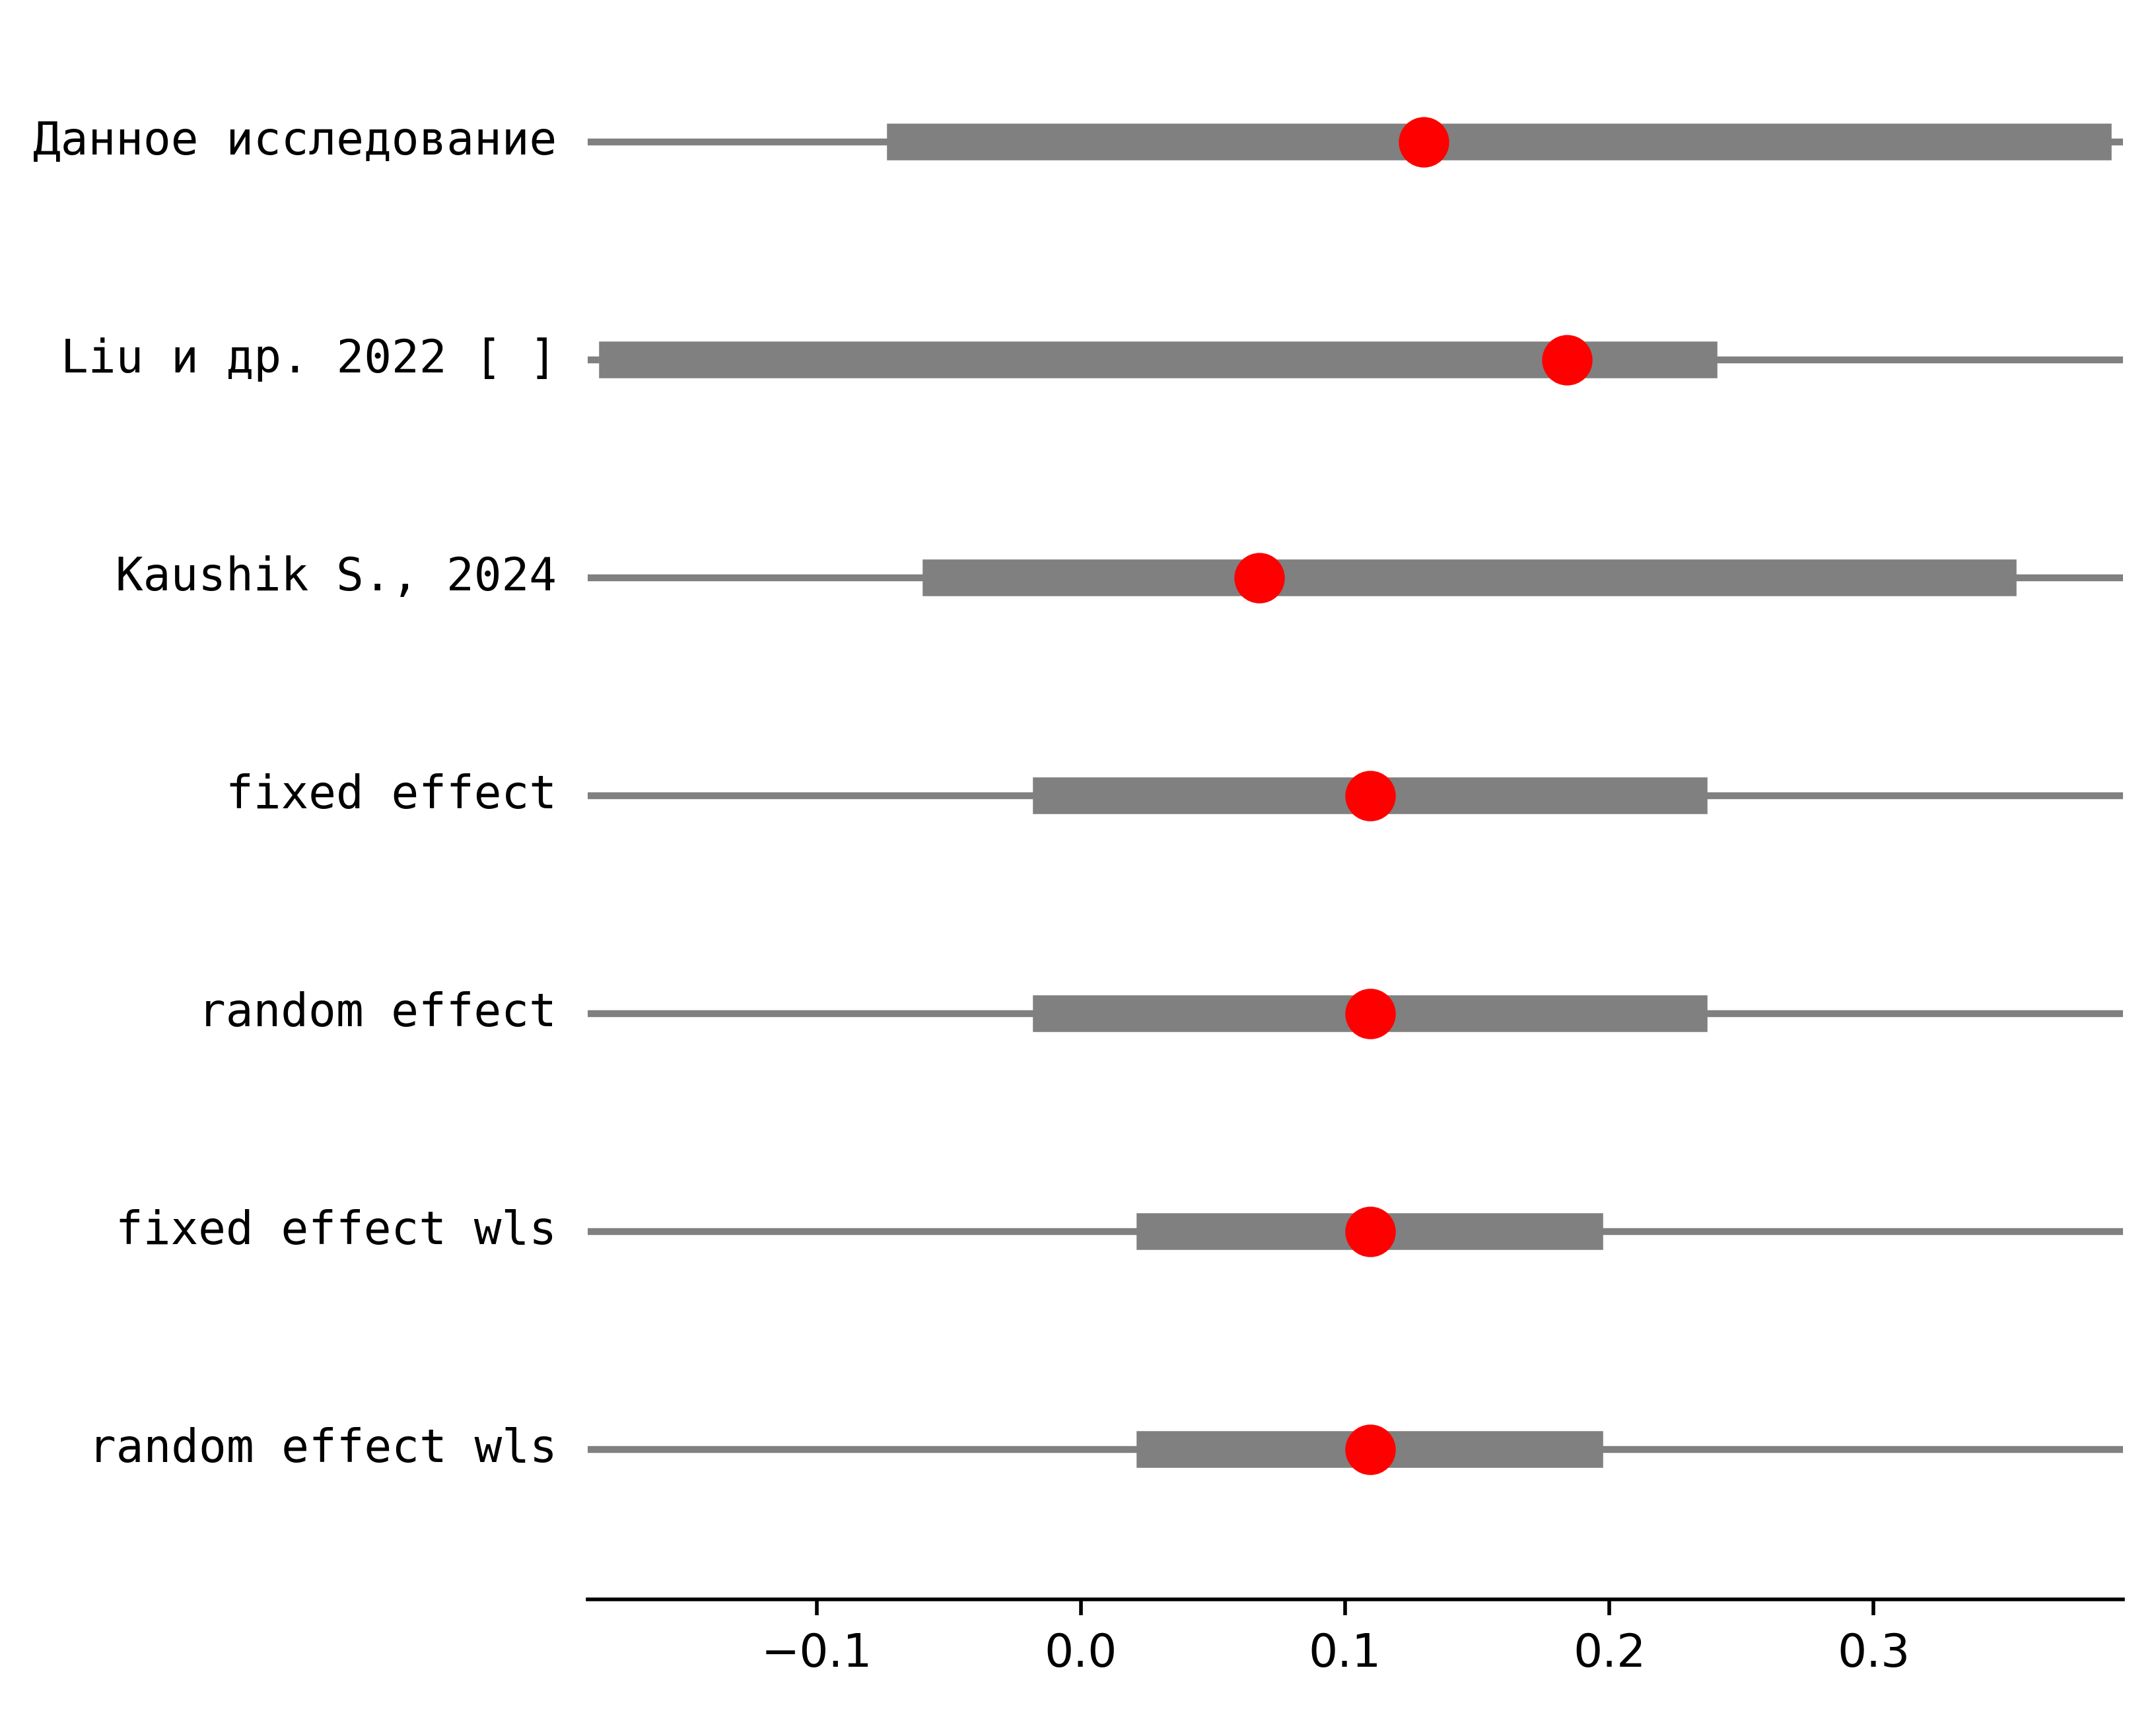 Данное исследование
Liu и др. 2022 [ ]
Kaushik S., 2024
fixed effect
random effect
fixed effect wls
random effect wls
−0.1 0.0 0.1 0.2 0.3